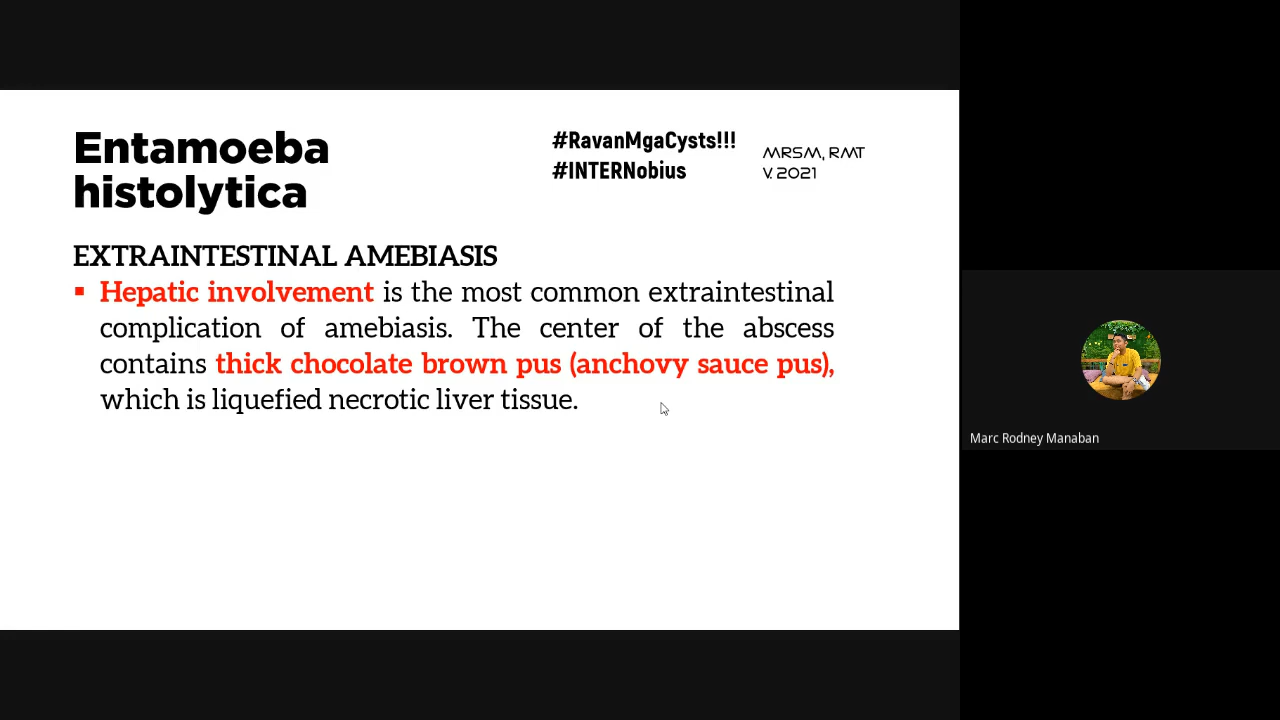 Entamoeba
histolytica
#RavanMgaCysts!!!
#INTERNobius
MRSM, RMT
V. 2021
EXTRAINTESTINAL AMEBIASIS
▪ Hepatic involvement is the most common extraintestinal
complication of amebiasis. The center of the abscess
contains thick chocolate brown pus (anchovy sauce pus),
which is liquefied necrotic liver tissue.
Marc Rodney Manaban